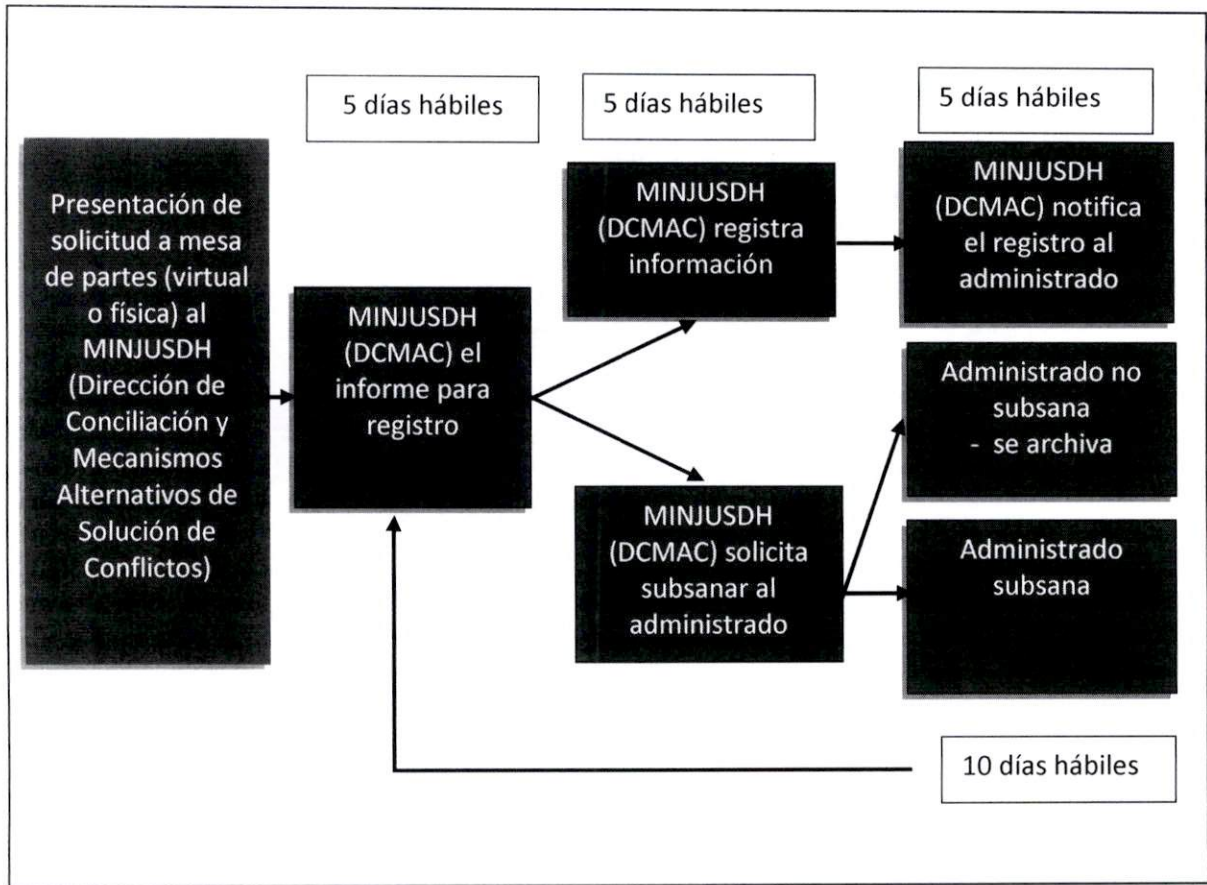 5 días hábiles
5 días hábiles
5 días hábiles
Presentación de
solicitud a mesa
de partes (virtual
o física) al
MINJUSDH
(Dirección de
Conciliación y
Mecanismos
Alternativos de
Solución de
Conflictos)
MINJUSDH
(DCMAC) el
informe para
registro
MINJUSDH
(DCMAC) registra
información
MINJUSDH
(DCMAC) notifica
el registro al
administrado
MINJUSDH
(DCMAC) solicita
subsanar al
administrado
Administrado no
subsana
- se archiva
Administrado
subsana
10 días hábiles